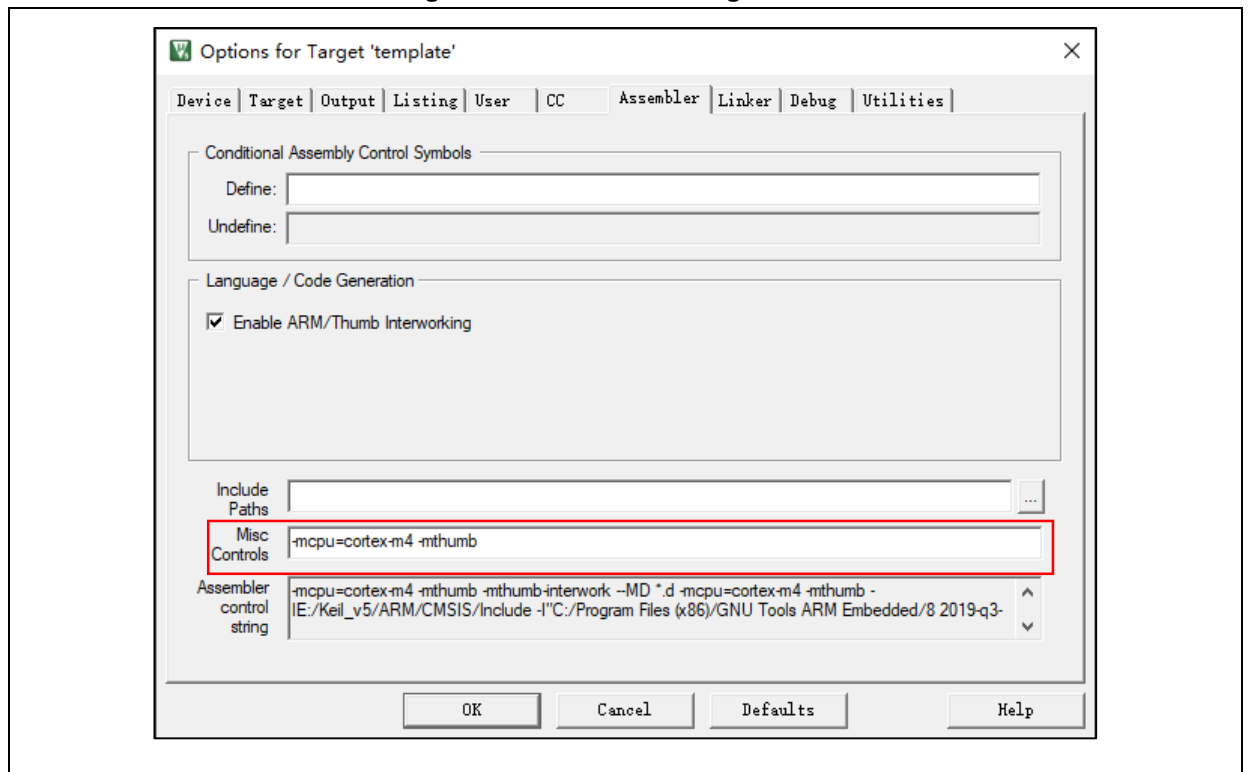 Options for Target 'template'
Device Target Output Listing User CC Assembler Linker Debug Utilities
Conditional Assembly Control Symbols
Define:
Undefine:
Language / Code Generation
Enable ARM/Thumb Interworking
Include
Paths
...
Misc
Controls
-mcpu=cortex-m4 -mthumb
Assembler
control
string
-mcpu=cortex-m4 -mthumb -mthumb-interwork --MD *.d -mcpu=cortex-m4 -mthumb -
IE:/Keil_v5/ARM/CMSIS/Include -I"C:/Program Files (x86)/GNU Tools ARM Embedded/8 2019-q3-
OK Cancel Defaults Help